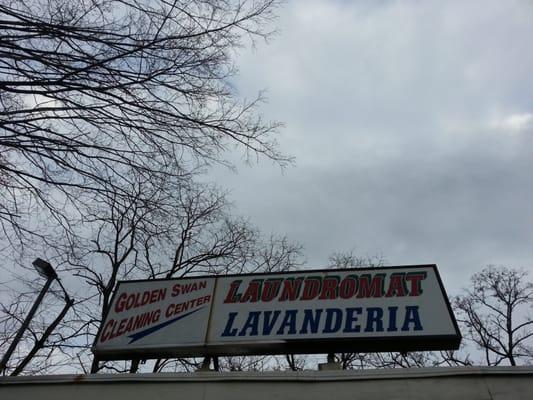 GOLDEN SWAN
CLEANING CENTER
LAUNDROMAT
LAVANDERIA